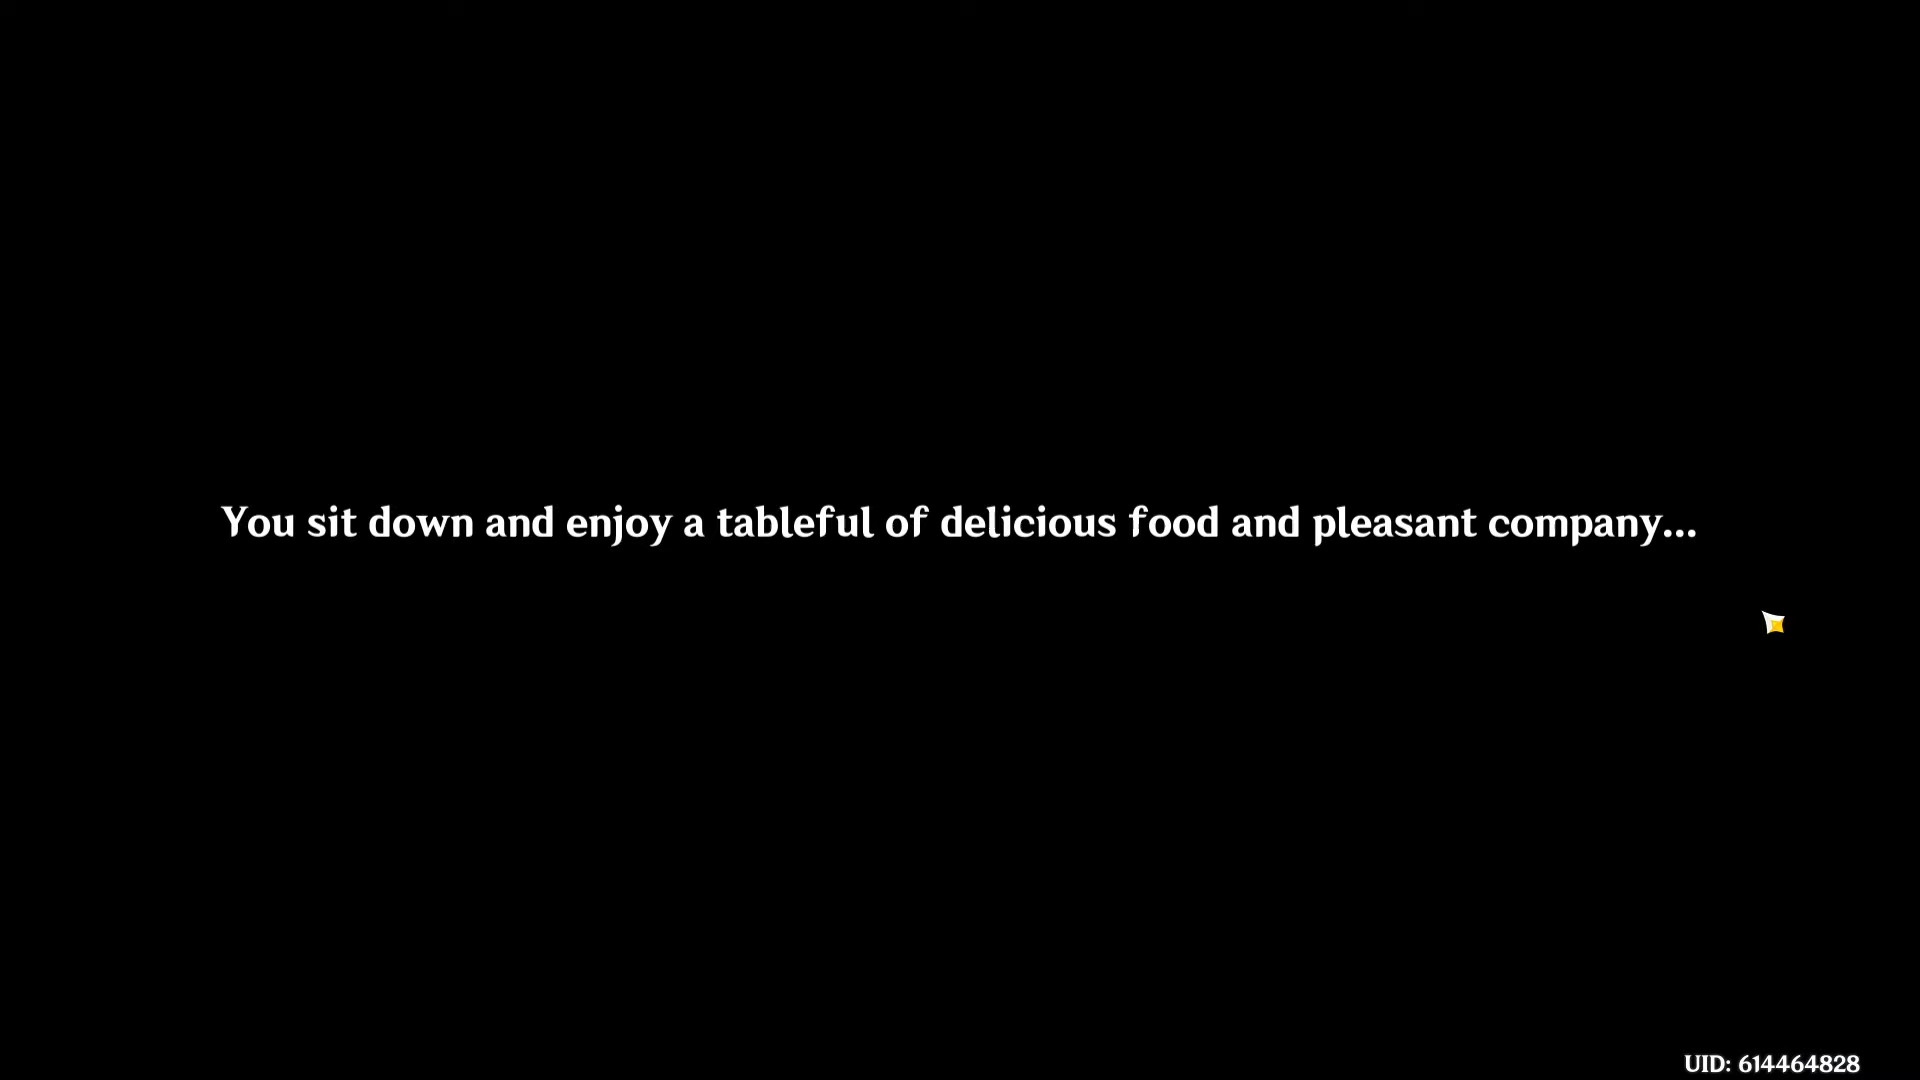 You sit down and enjoy a tableful of delicious food and pleasant company...
UID: 614464828